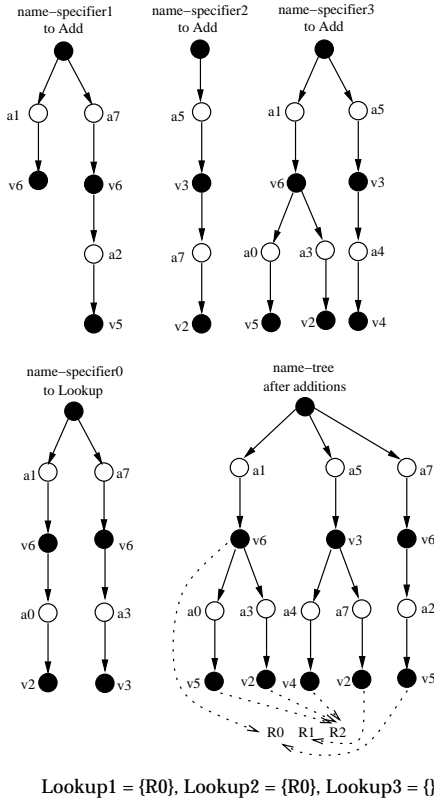 name-specifier1 name-specifier2 name-specifier3
to Add to Add to Add
a1 a7 a5 a1 a5
v6 v6 v3 v6 v3
a2 a7 a0 a3 a4
v5 v2 v5 v2 v4
name-specifier0 name-tree
to Lookup after additions
a1 a7 a1 a5 a7
v6 v6 v6 v3 v6
a0 a3 a0 a3 a4 a7 a2
v2 v3 v5 v2 v4 v2 v5
R0 R1 R2
Lookup1 = {R0}, Lookup2 = {R0}, Lookup3 = {}